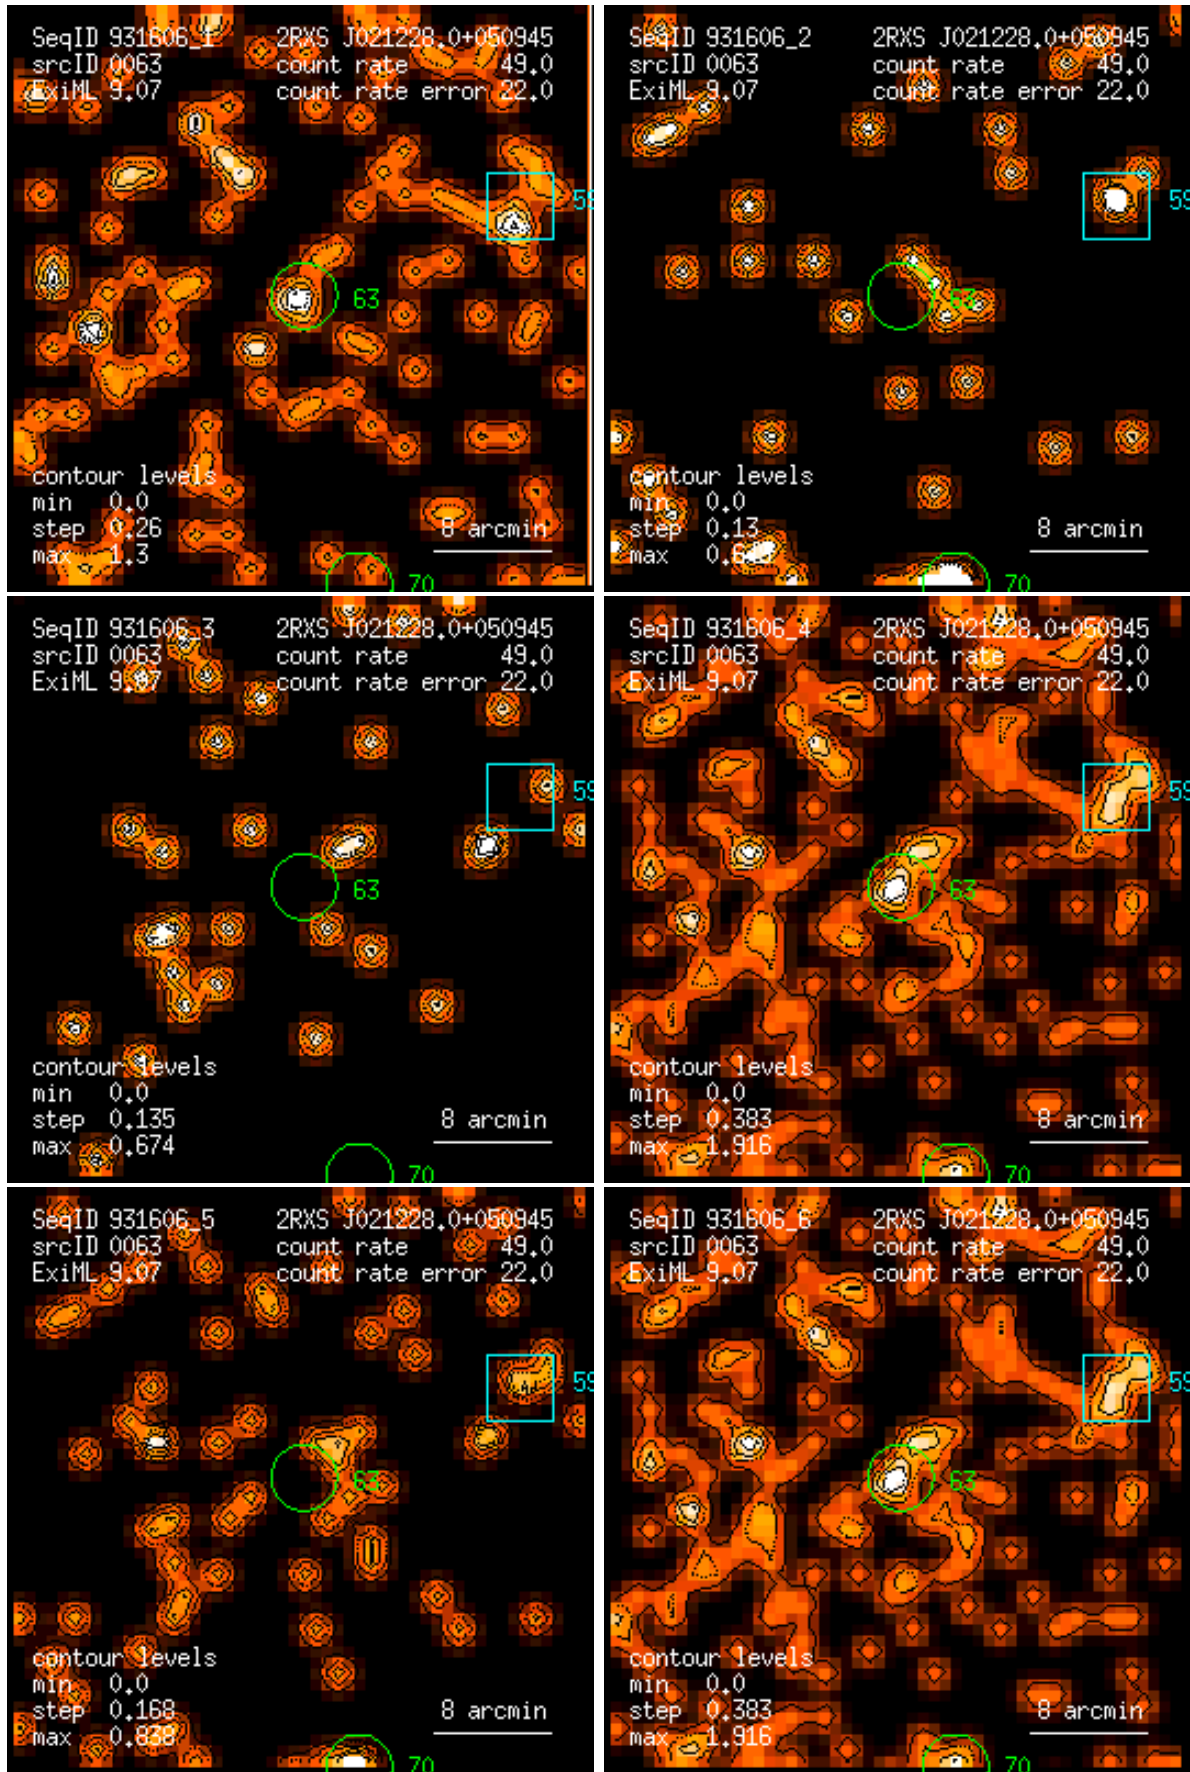 SeqID 931606_1 2RXS J021228.0+050945
srcID 0063 count rate 49.0
ExiML 9.07 count rate error 22.0
59
63
contour levels
min 0.0
step 0.26 8 arcmin
max 1.3
70
SeqID 931606_2 2RXS J021228.0+050945
srcID 0063 count rate 49.0
ExiML 9.07 count rate error 22.0
59
63
contour levels
min 0.0
step 0.13 8 arcmin
max
70
SeqID 931606_3 2RXS J021228.0+050945
srcID 0063 count rate 49.0
ExiML 9.07 count rate error 22.0
59
63
contour levels
min 0.0
step 0.135 8 arcmin
max 0.674
70
SeqID 931606_4 2RXS J021228.0+050945
srcID 0063 count rate 49.0
ExiML 9.07 count rate error 22.0
59
63
contour levels
min 0.0
step 0.383 8 arcmin
max 1.916
70
SeqID 931606_5 2RXS J021228.0+050945
srcID 0063 count rate 49.0
ExiML 9.07 count rate error 22.0
59
63
contour levels
min 0.0
step 0.168 8 arcmin
max 0.838
70
SeqID 931606_6 2RXS J021228.0+050945
srcID 0063 count rate 49.0
ExiML 9.07 count rate error 22.0
59
63
contour levels
min 0.0
step 0.383 8 arcmin
max 1.916
70